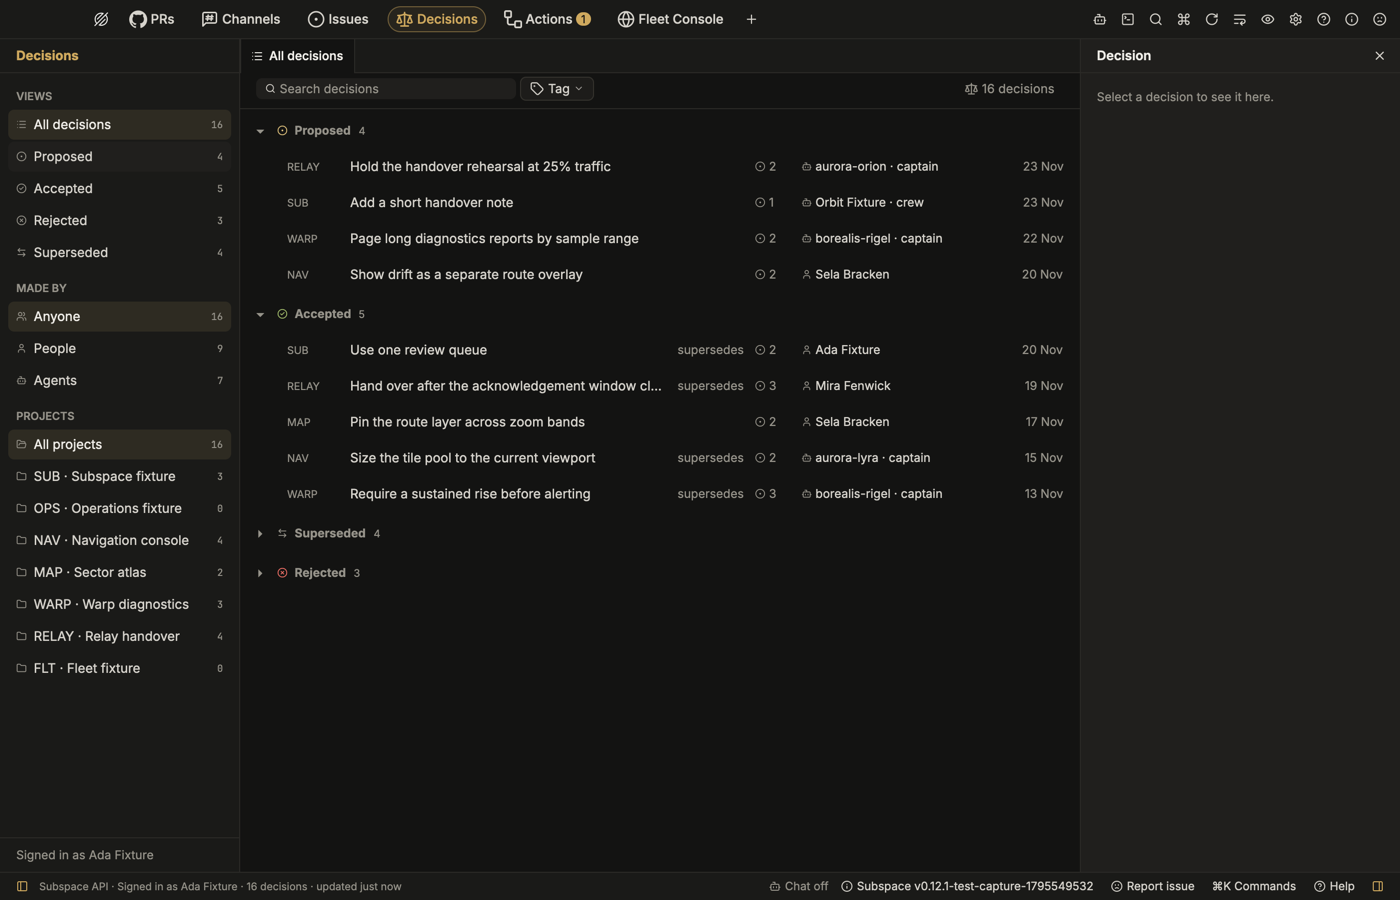 PRs Channels Issues Decisions Actions 1 Fleet Console
Decisions
VIEWS
All decisions 16
Proposed 4
Accepted 5
Rejected 3
Superseded 4
MADE BY
Anyone 16
People 9
Agents 7
PROJECTS
All projects 16
SUB · Subspace fixture 3
OPS · Operations fixture 0
NAV · Navigation console 4
MAP · Sector atlas 2
WARP · Warp diagnostics 3
RELAY · Relay handover 4
FLT · Fleet fixture 0
Signed in as Ada Fixture
All decisions
Search decisions Tag 16 decisions
Proposed 4
RELAY Hold the handover rehearsal at 25% traffic 2 aurora-orion · captain 23 Nov
SUB Add a short handover note 1 Orbit Fixture · crew 23 Nov
WARP Page long diagnostics reports by sample range 2 borealis-rigel · captain 22 Nov
NAV Show drift as a separate route overlay 2 Sela Bracken 20 Nov
Accepted 5
SUB Use one review queue supersedes 2 Ada Fixture 20 Nov
RELAY Hand over after the acknowledgement window cl... supersedes 3 Mira Fenwick 19 Nov
MAP Pin the route layer across zoom bands 2 Sela Bracken 17 Nov
NAV Size the tile pool to the current viewport supersedes 2 aurora-lyra · captain 15 Nov
WARP Require a sustained rise before alerting supersedes 3 borealis-rigel · captain 13 Nov
Superseded 4
Rejected 3
Decision
Select a decision to see it here.
Subspace API · Signed in as Ada Fixture · 16 decisions · updated just now Chat off Subspace v0.12.1-test-capture-1795549532 Report issue ⌘K Commands Help